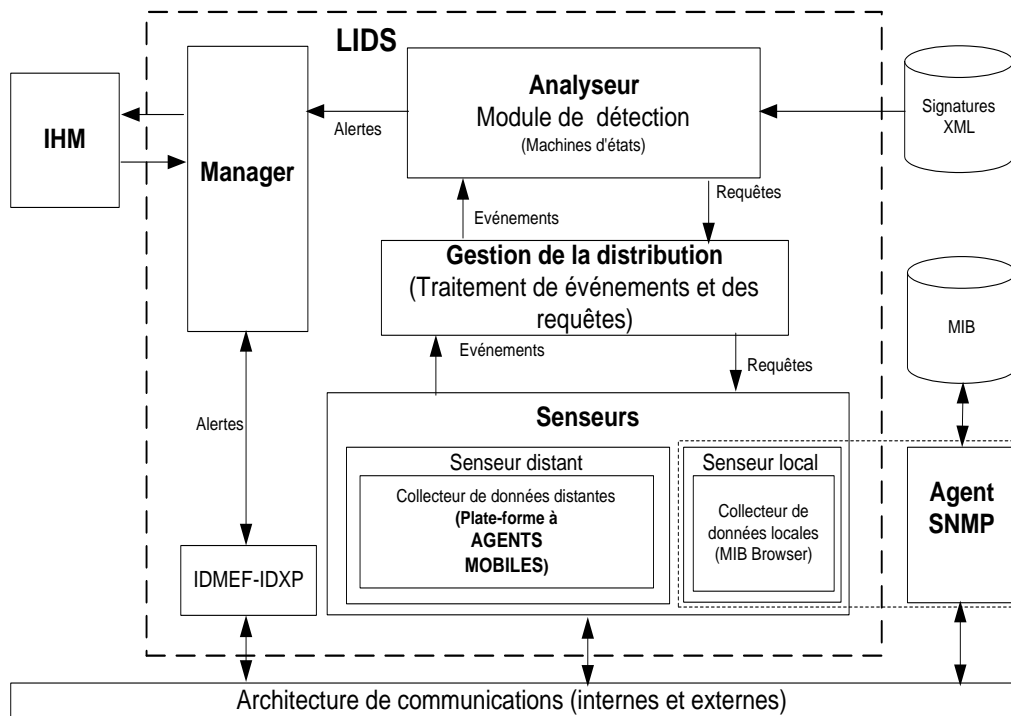 LIDS
IHM
Manager
Analyseur
Module de détection
(Machines d'états)
Alertes
Signatures
XML
Evénements
Requêtes
Gestion de la distribution
(Traitement de événements et des
requêtes)
MIB
Evénements
Requêtes
Alertes
Senseurs
Senseur distant
Collecteur de données distantes
(Plate-forme à
AGENTS
MOBILES)
Senseur local
Collecteur de
données locales
(MIB Browser)
Agent
SNMP
IDMEF-IDXP
Architecture de communications (internes et externes)